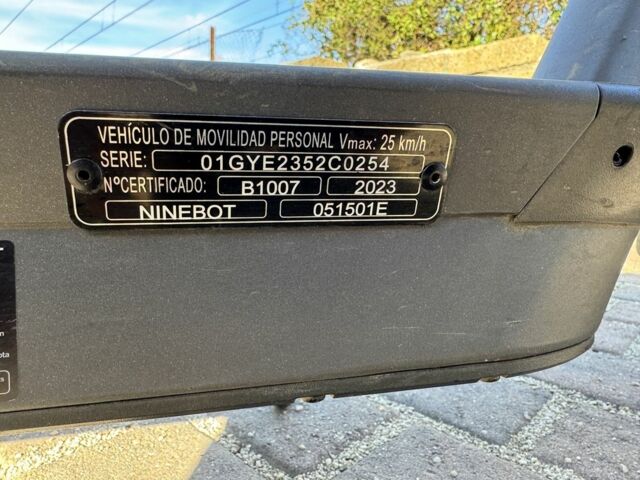 VEHÍCULO DE MOVILIDAD PERSONAL Vmax: 25 km/h
SERIE: 01GYE2352C0254
NºCERTIFICADO: B1007 2023
NINEBOT 051501E